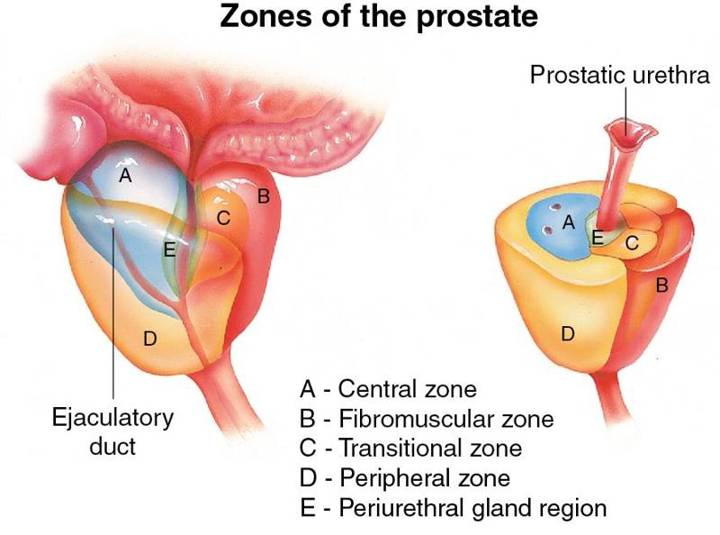 Zones of the prostate
Prostatic urethra
A
B
C
E
D
A
E
C
B
D
Ejaculatory
duct
A - Central zone
B - Fibromuscular zone
C - Transitional zone
D - Peripheral zone
E - Periurethral gland region